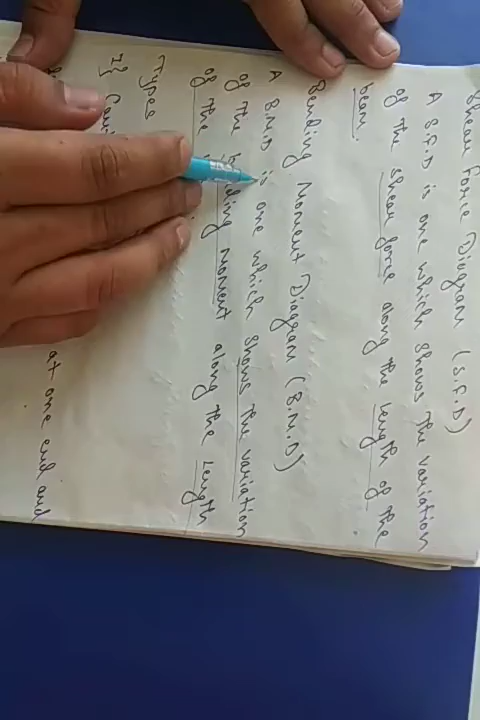 Shear Force Diagram (S.F.D)
A S.F.D is one which shows the variation
of the shear force along the length of the
beam.
Bending Moment Diagram (B.M.D)
A B.M.D is one which shows the variation
of the bending moment along the length
of the
Types
1}
at one end and